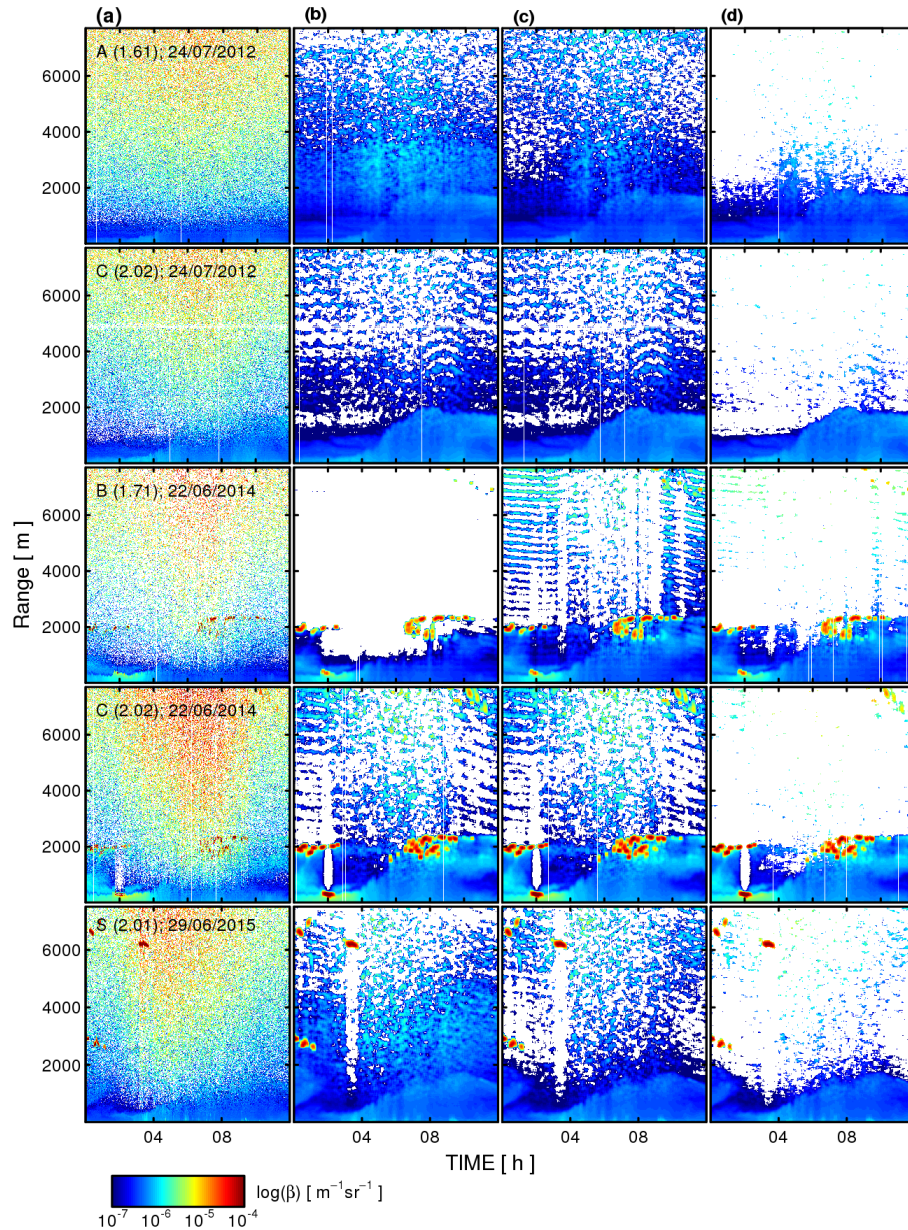 (a) (b) (c) (d)
A (1.61); 24/07/2012
6000
4000
2000
C (2.02); 24/07/2012
6000
4000
2000
B (1.71); 22/06/2014
6000
4000
2000
C (2.02); 22/06/2014
6000
4000
2000
S (2.01); 29/06/2015
6000
4000
2000
Range [ m ]
04 08 04 08 04 08 04 08
TIME [ h ]
log(β) [ m⁻¹sr⁻¹ ]
10⁻⁷ 10⁻⁶ 10⁻⁵ 10⁻⁴